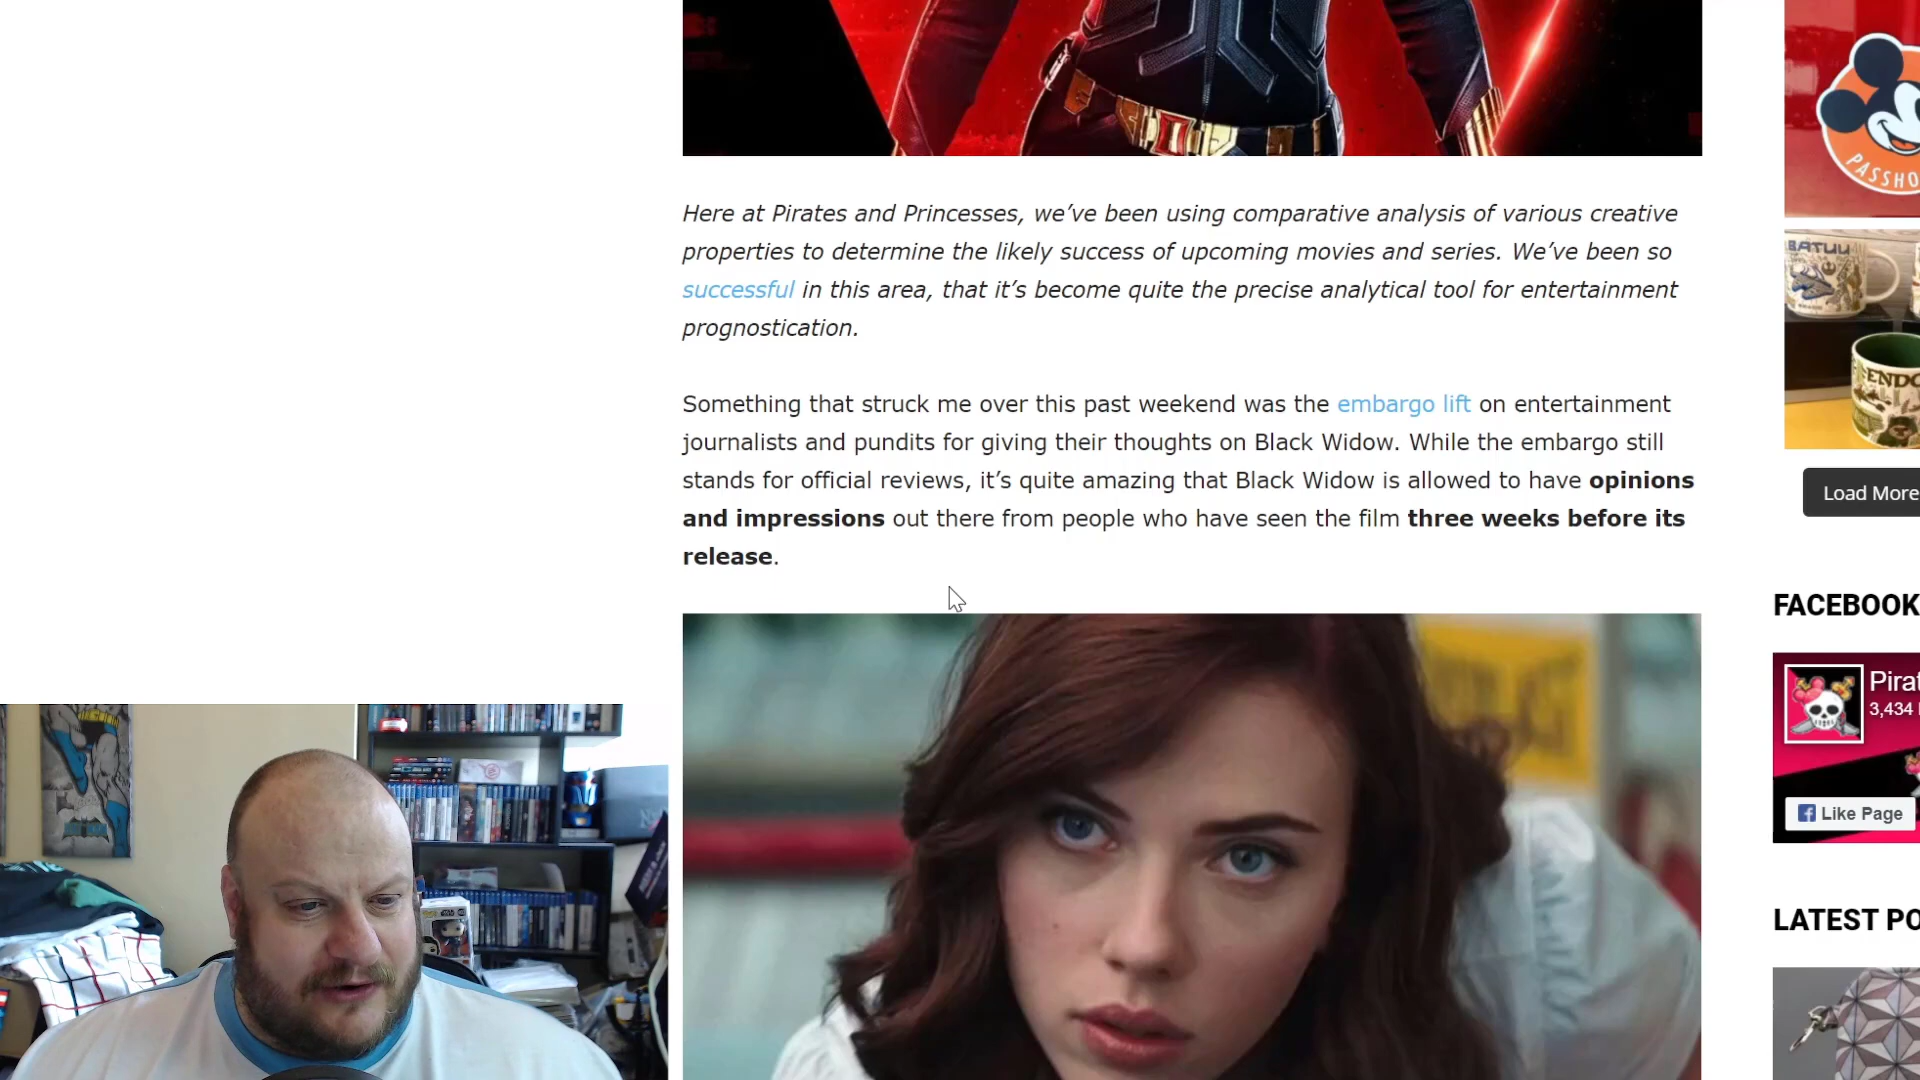 Here at Pirates and Princesses, we’ve been using comparative analysis of various creative
properties to determine the likely success of upcoming movies and series. We’ve been so
successful in this area, that it’s become quite the precise analytical tool for entertainment
prognostication.
Something that struck me over this past weekend was the embargo lift on entertainment
journalists and pundits for giving their thoughts on Black Widow. While the embargo still
stands for official reviews, it’s quite amazing that Black Widow is allowed to have opinions
and impressions out there from people who have seen the film three weeks before its
release.
PASSHO
BATUU
ENDO
Load More
FACEBOOK
Pirat
3,434
Like Page
LATEST PO